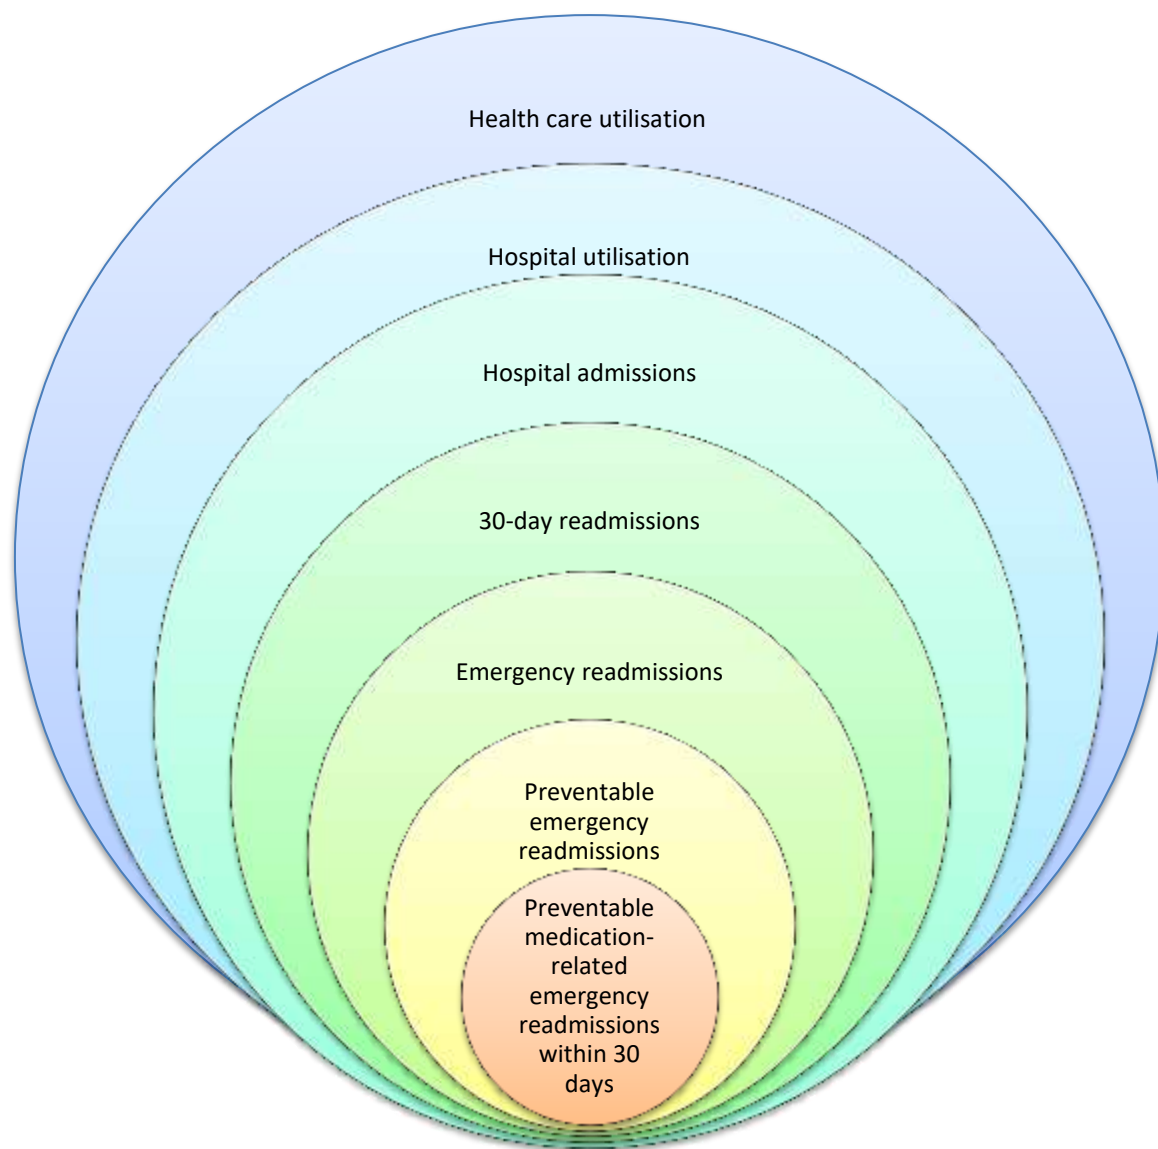 Health care utilisation
Hospital utilisation
Hospital admissions
30-day readmissions
Emergency readmissions
Preventable
emergency
readmissions
Preventable
medication-
related
emergency
readmissions
within 30
days